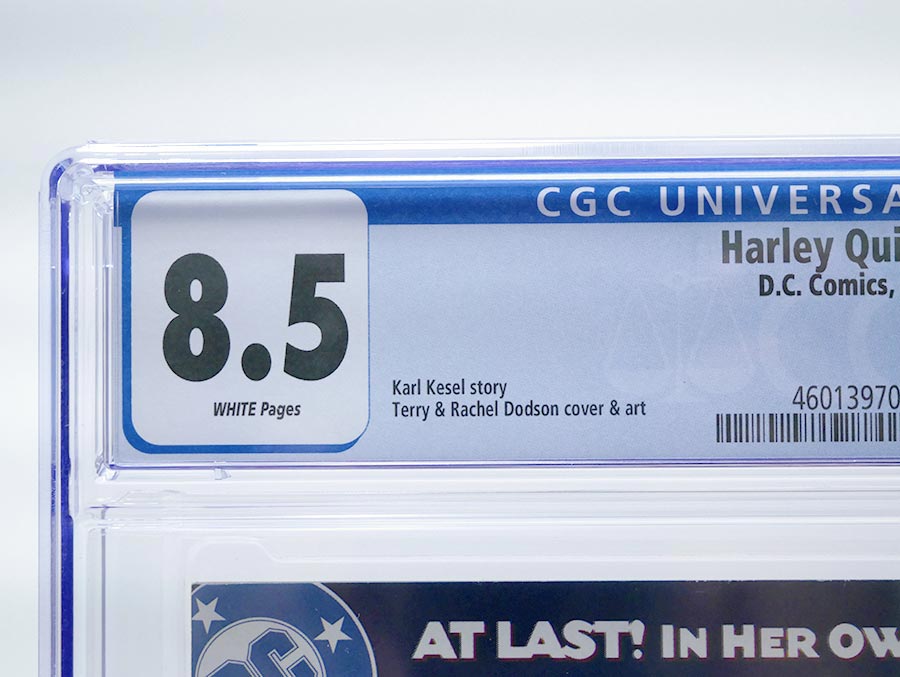 CGC UNIVERSA
Harley Qui
D.C. Comics,
8.5
WHITE Pages
Karl Kesel story
Terry & Rachel Dodson cover & art
46013970
DC
AT LAST! IN HER OW